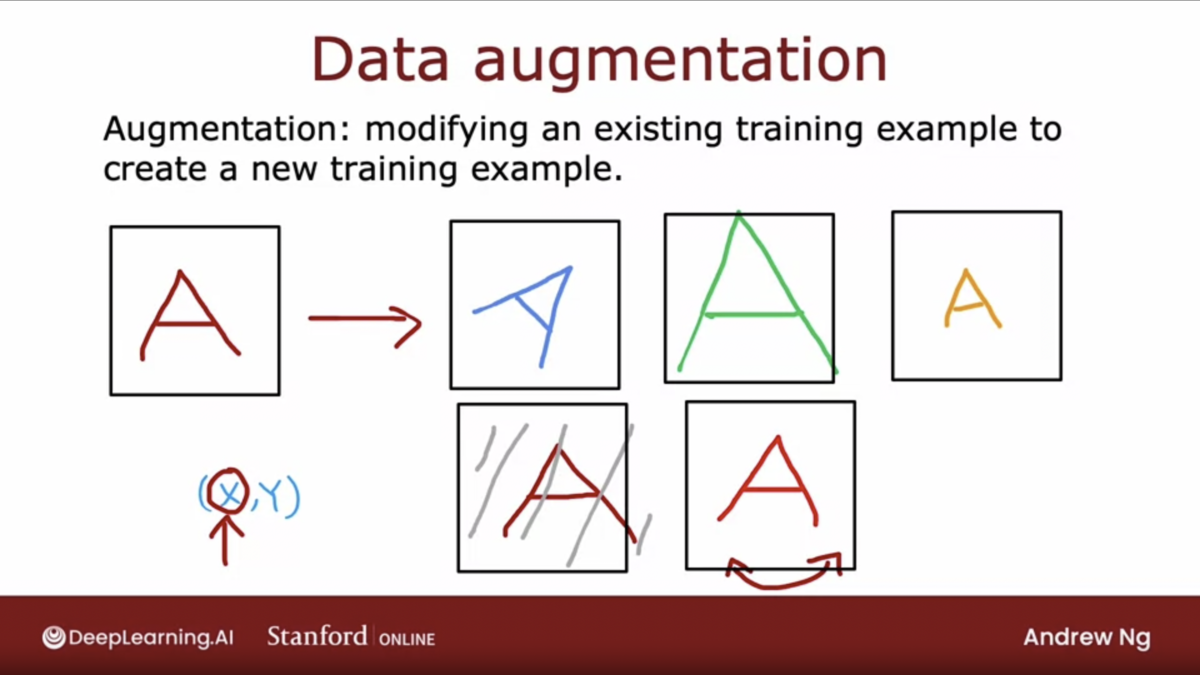 Data augmentation
Augmentation: modifying an existing training example to
create a new training example.
A
A
A
A
(X,Y)
A
A
DeepLearning.AI
Stanford ONLINE
Andrew Ng